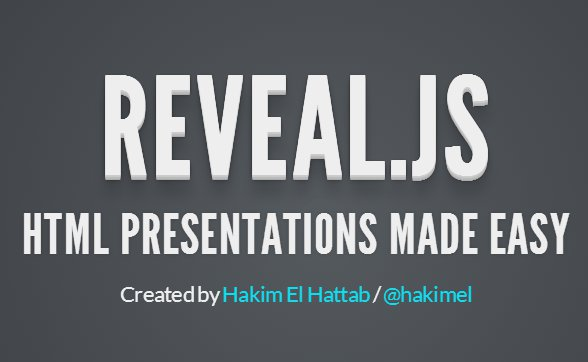 REVEAL.JS
HTML PRESENTATIONS MADE EASY
Created by Hakim El Hattab / @hakimel